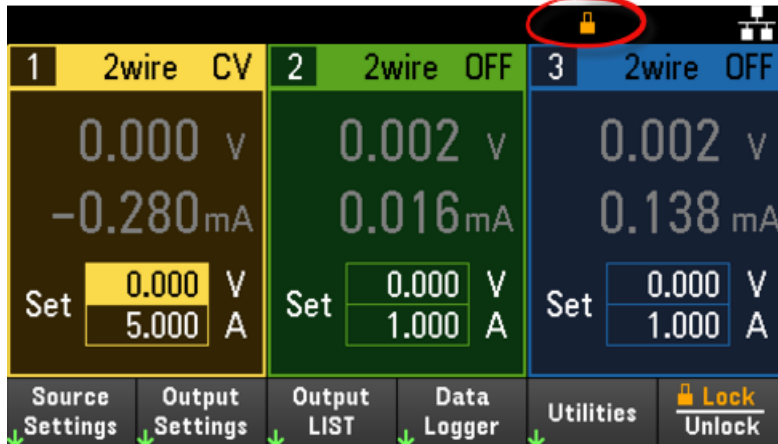 1 2wire CV 2 2wire OFF 3 2wire OFF
0.000 V 0.002 V 0.002 V
-0.280 mA 0.016 mA 0.138 mA
Set 0.000 V Set 0.000 V Set 0.000 V
5.000 A 1.000 A 1.000 A
Source Output Output Data Utilities Lock
Settings Settings LIST Logger Unlock